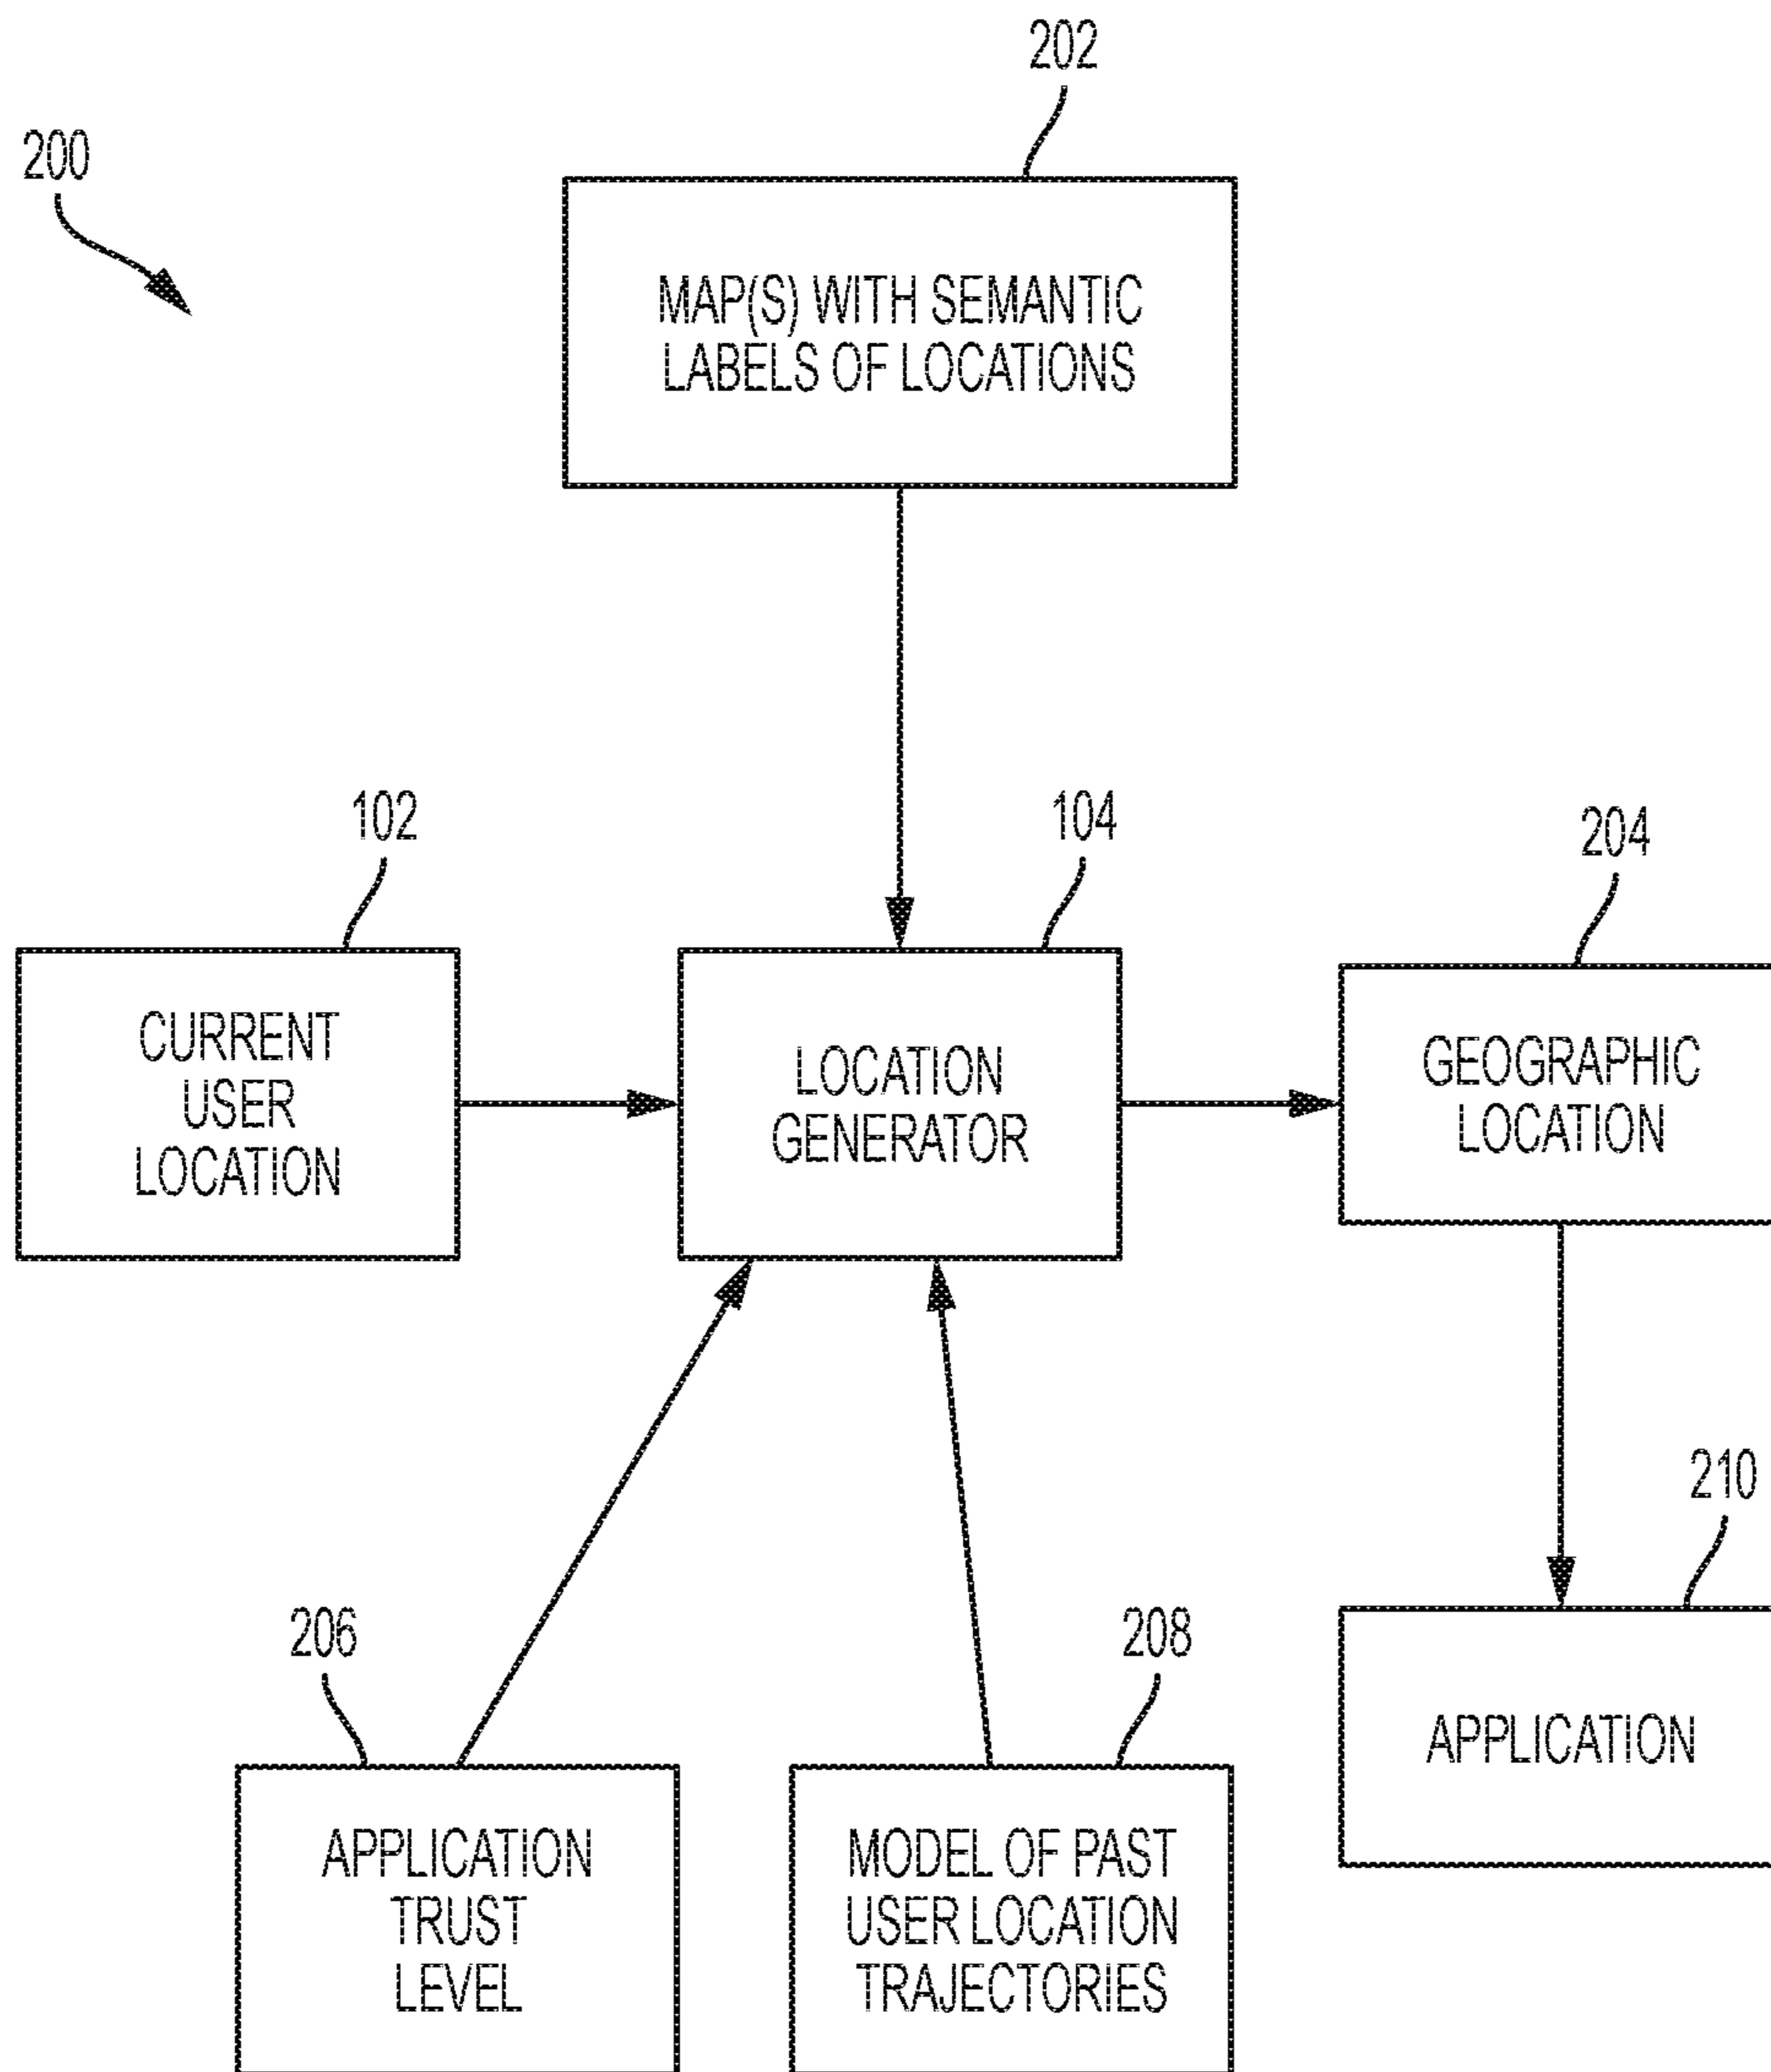 202
200
MAP(S) WITH SEMANTIC
LABELS OF LOCATIONS
102
104
204
CURRENT
USER
LOCATION
LOCATION
GENERATOR
GEOGRAPHIC
LOCATION
210
206
208
APPLICATION
APPLICATION
TRUST
LEVEL
MODEL OF PAST
USER LOCATION
TRAJECTORIES